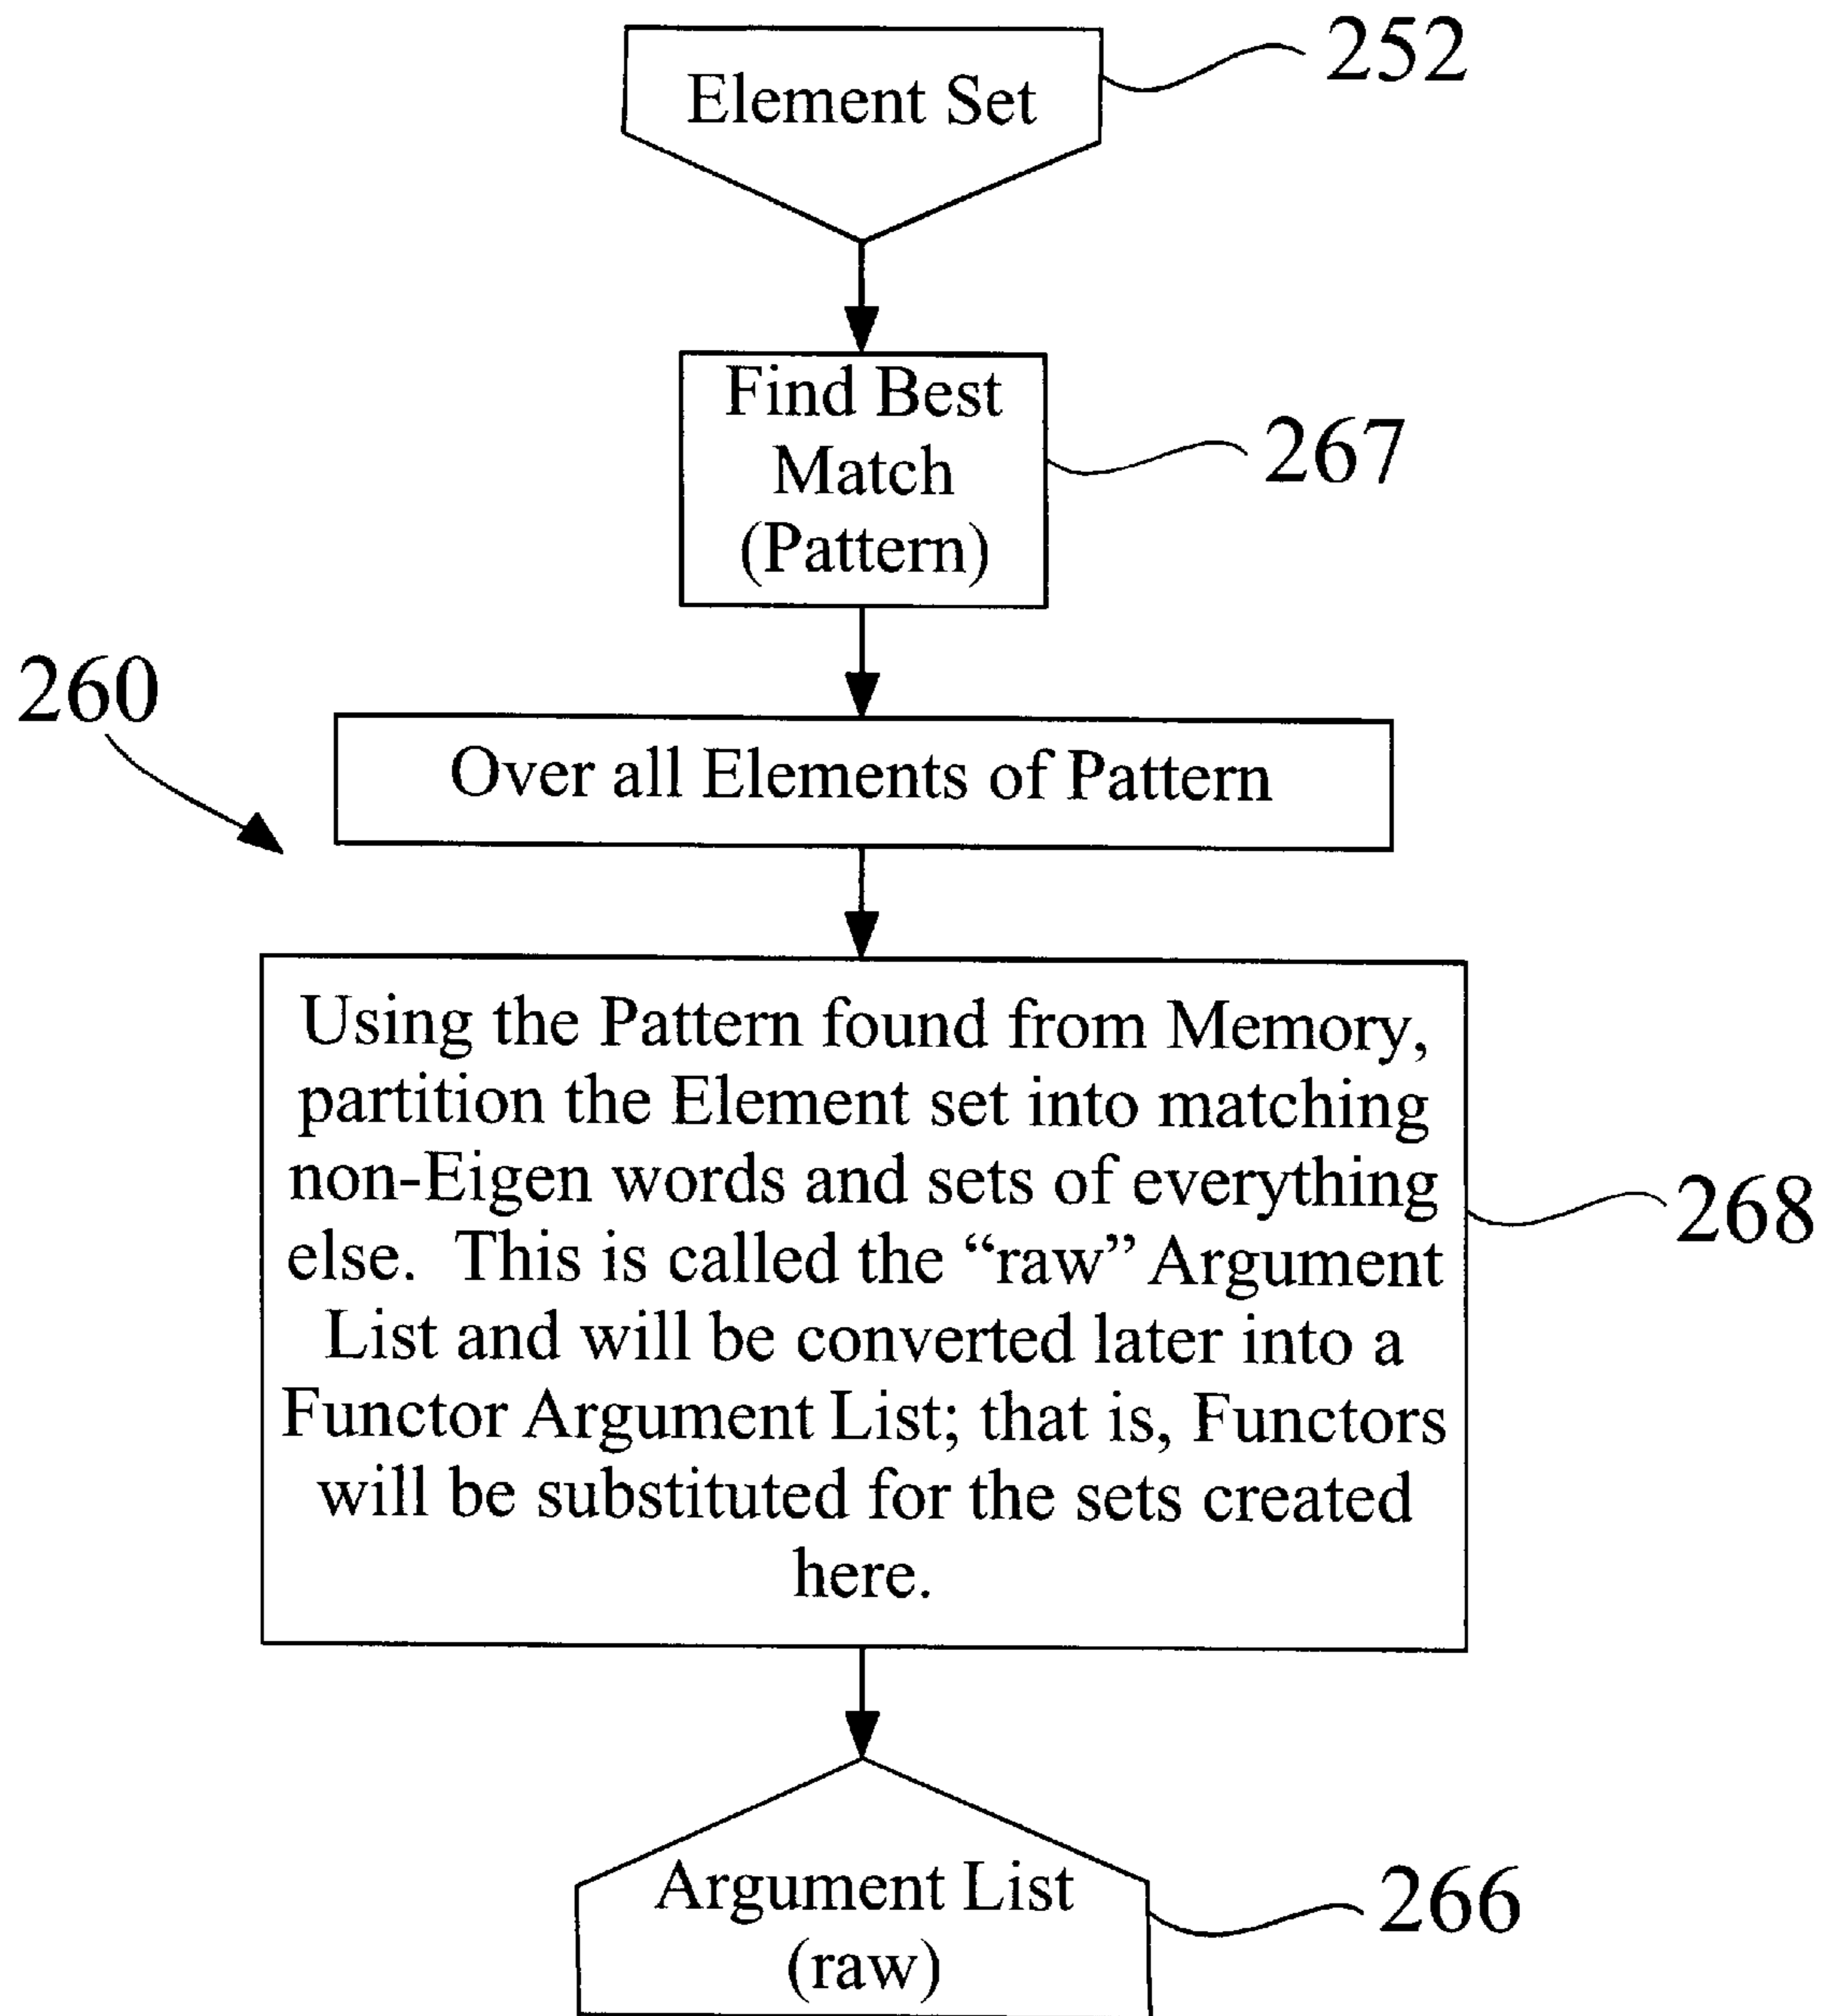 252
Element Set
Find Best
Match
(Pattern)
267
260
Over all Elements of Pattern
Using the Pattern found from Memory,
partition the Element set into matching
non-Eigen words and sets of everything
else. This is called the “raw” Argument
List and will be converted later into a
Functor Argument List; that is, Functors
will be substituted for the sets created
here.
268
Argument List
(raw)
266